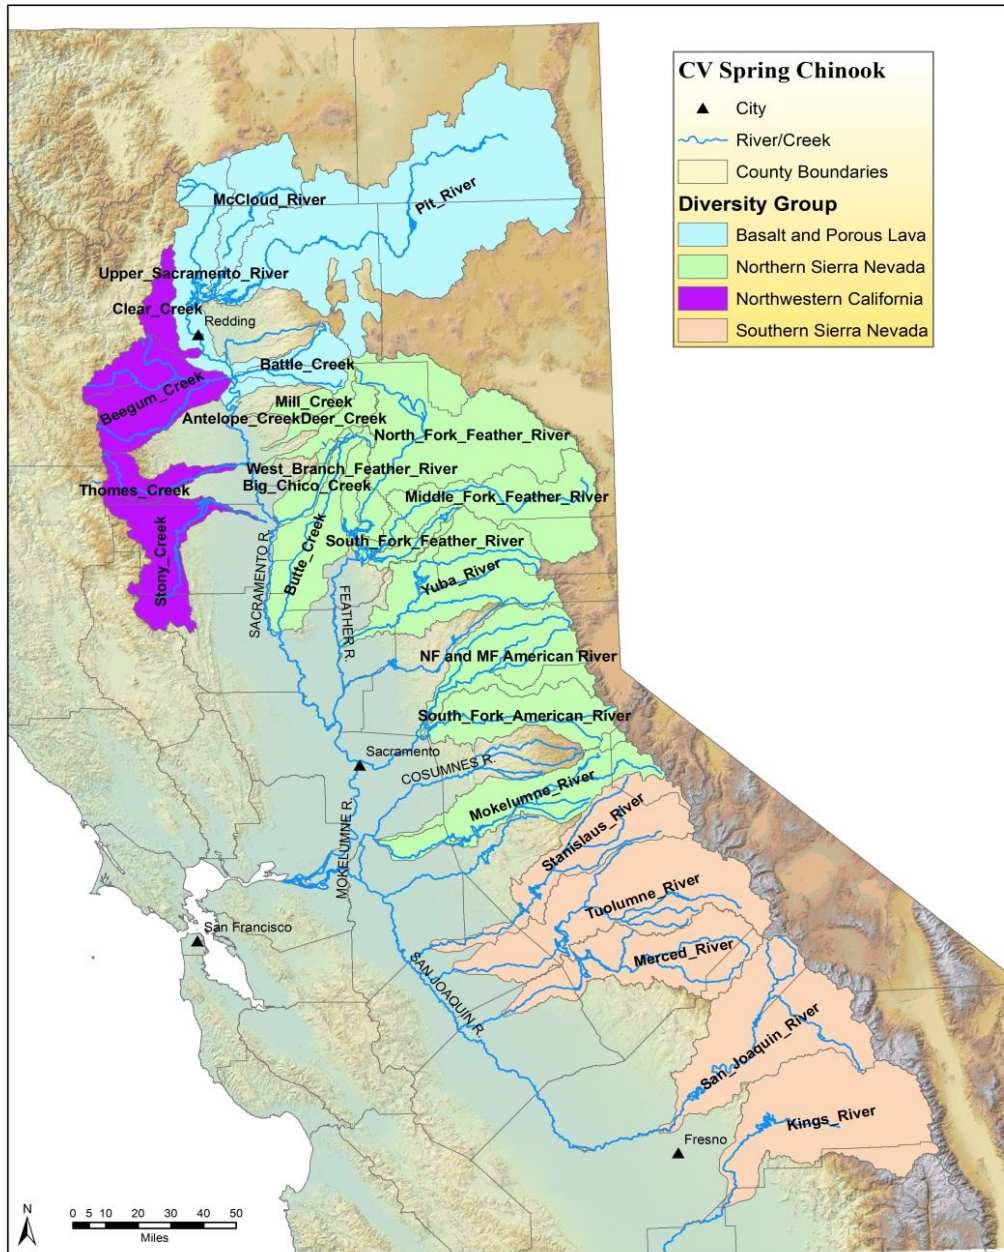 CV Spring Chinook
City
River/Creek
County Boundaries
Diversity Group
Basalt and Porous Lava
Northern Sierra Nevada
Northwestern California
Southern Sierra Nevada
McCloud_River
Pit_River
Upper_Sacramento_River
Clear_Creek
Redding
Battle_Creek
Beegum_Creek
Mill_Creek
Antelope_CreekDeer_Creek
North_Fork_Feather_River
West_Branch_Feather_River
Big_Chico_Creek
Thomes_Creek
Middle_Fork_Feather_River
Stony_Creek
SACRAMENTO R.
Butte_Creek
South_Fork_Feather_River
FEATHER R.
Yuba_River
NF and MF American River
South_Fork_American_River
Sacramento
COSUMNES R.
Mokelumne_River
MOKELUMNE R.
Stanislaus_River
Tuolumne_River
San Francisco
Merced_River
SAN JOAQUIN R.
San_Joaquin_River
Kings_River
Fresno
N
0 5 10 20 30 40 50
Miles